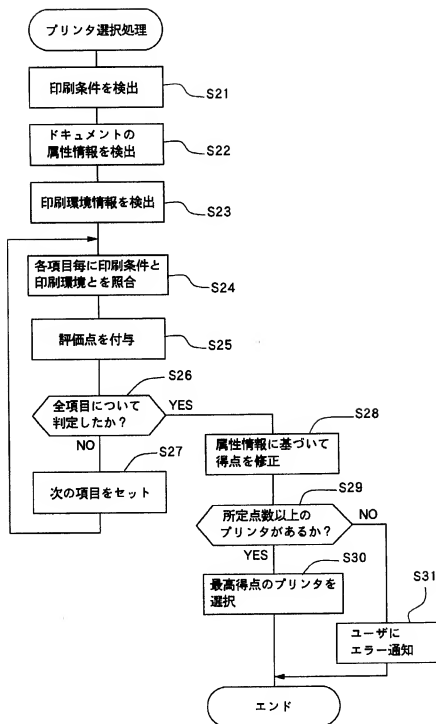 プリンタ選択処理
印刷条件を検出
S21
ドキュメントの
属性情報を検出
S22
印刷環境情報を検出
S23
各項目毎に印刷条件と
印刷環境とを照合
S24
評価点を付与
S25
S26
全項目について
判定したか？
YES
NO
S27
次の項目をセット
S28
属性情報に基づいて
得点を修正
S29
所定点数以上の
プリンタがあるか？
NO
YES
S30
最高得点のプリンタを
選択
S31
ユーザに
エラー通知
エンド